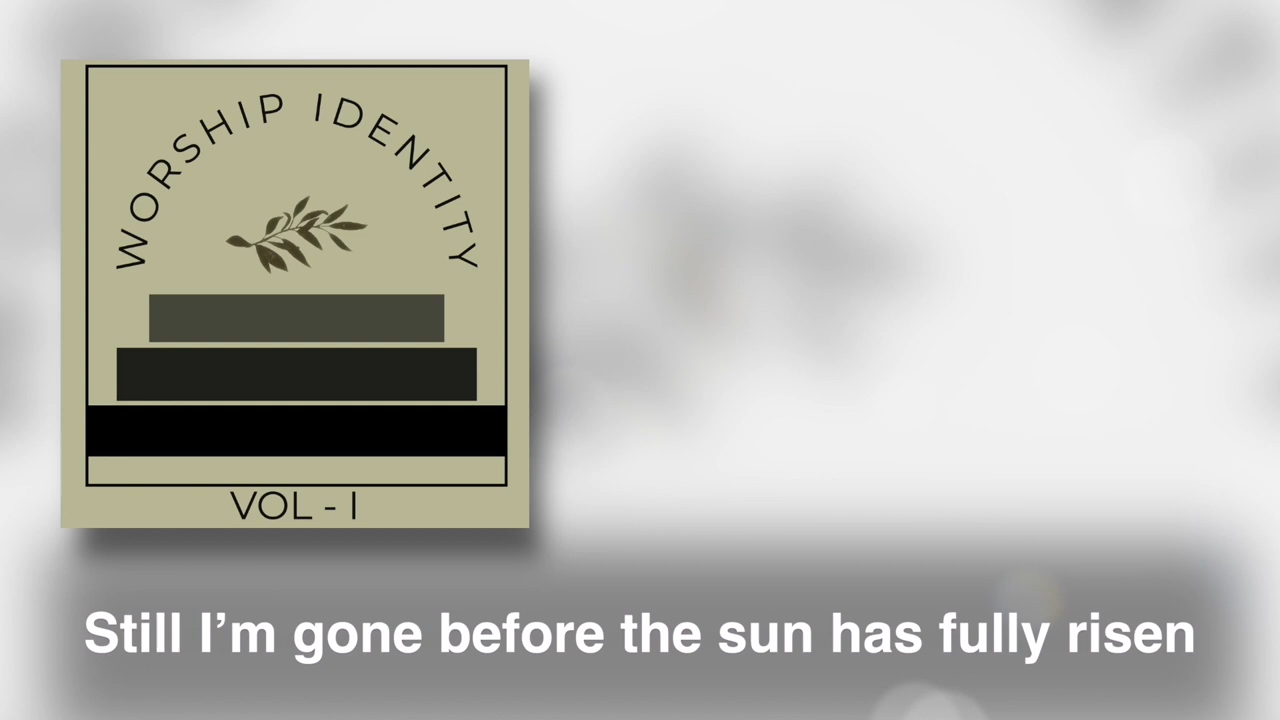 WORSHIP IDENTITY
VOL - I
Still I’m gone before the sun has fully risen